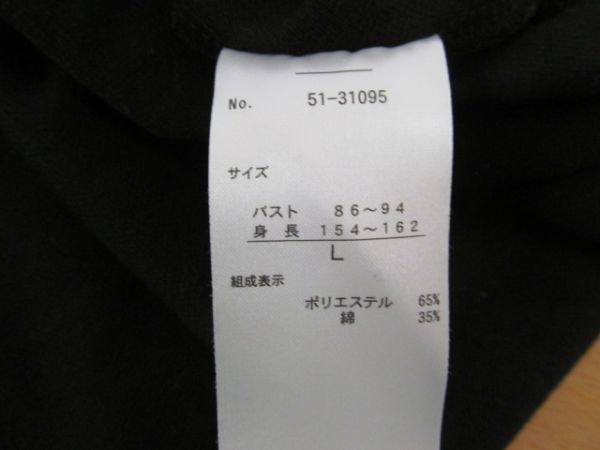 No. 51-31095
サイズ
バスト 86~94
身長 154~162
L
組成表示
ポリエステル 65%
綿 35%